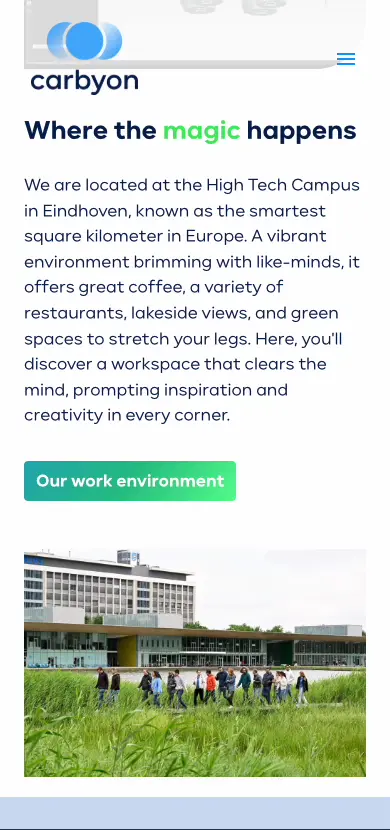 carbyon
Where the magic happens
We are located at the High Tech Campus
in Eindhoven, known as the smartest
square kilometer in Europe. A vibrant
environment brimming with like-minds, it
offers great coffee, a variety of
restaurants, lakeside views, and green
spaces to stretch your legs. Here, you'll
discover a workspace that clears the
mind, prompting inspiration and
creativity in every corner.
Our work environment